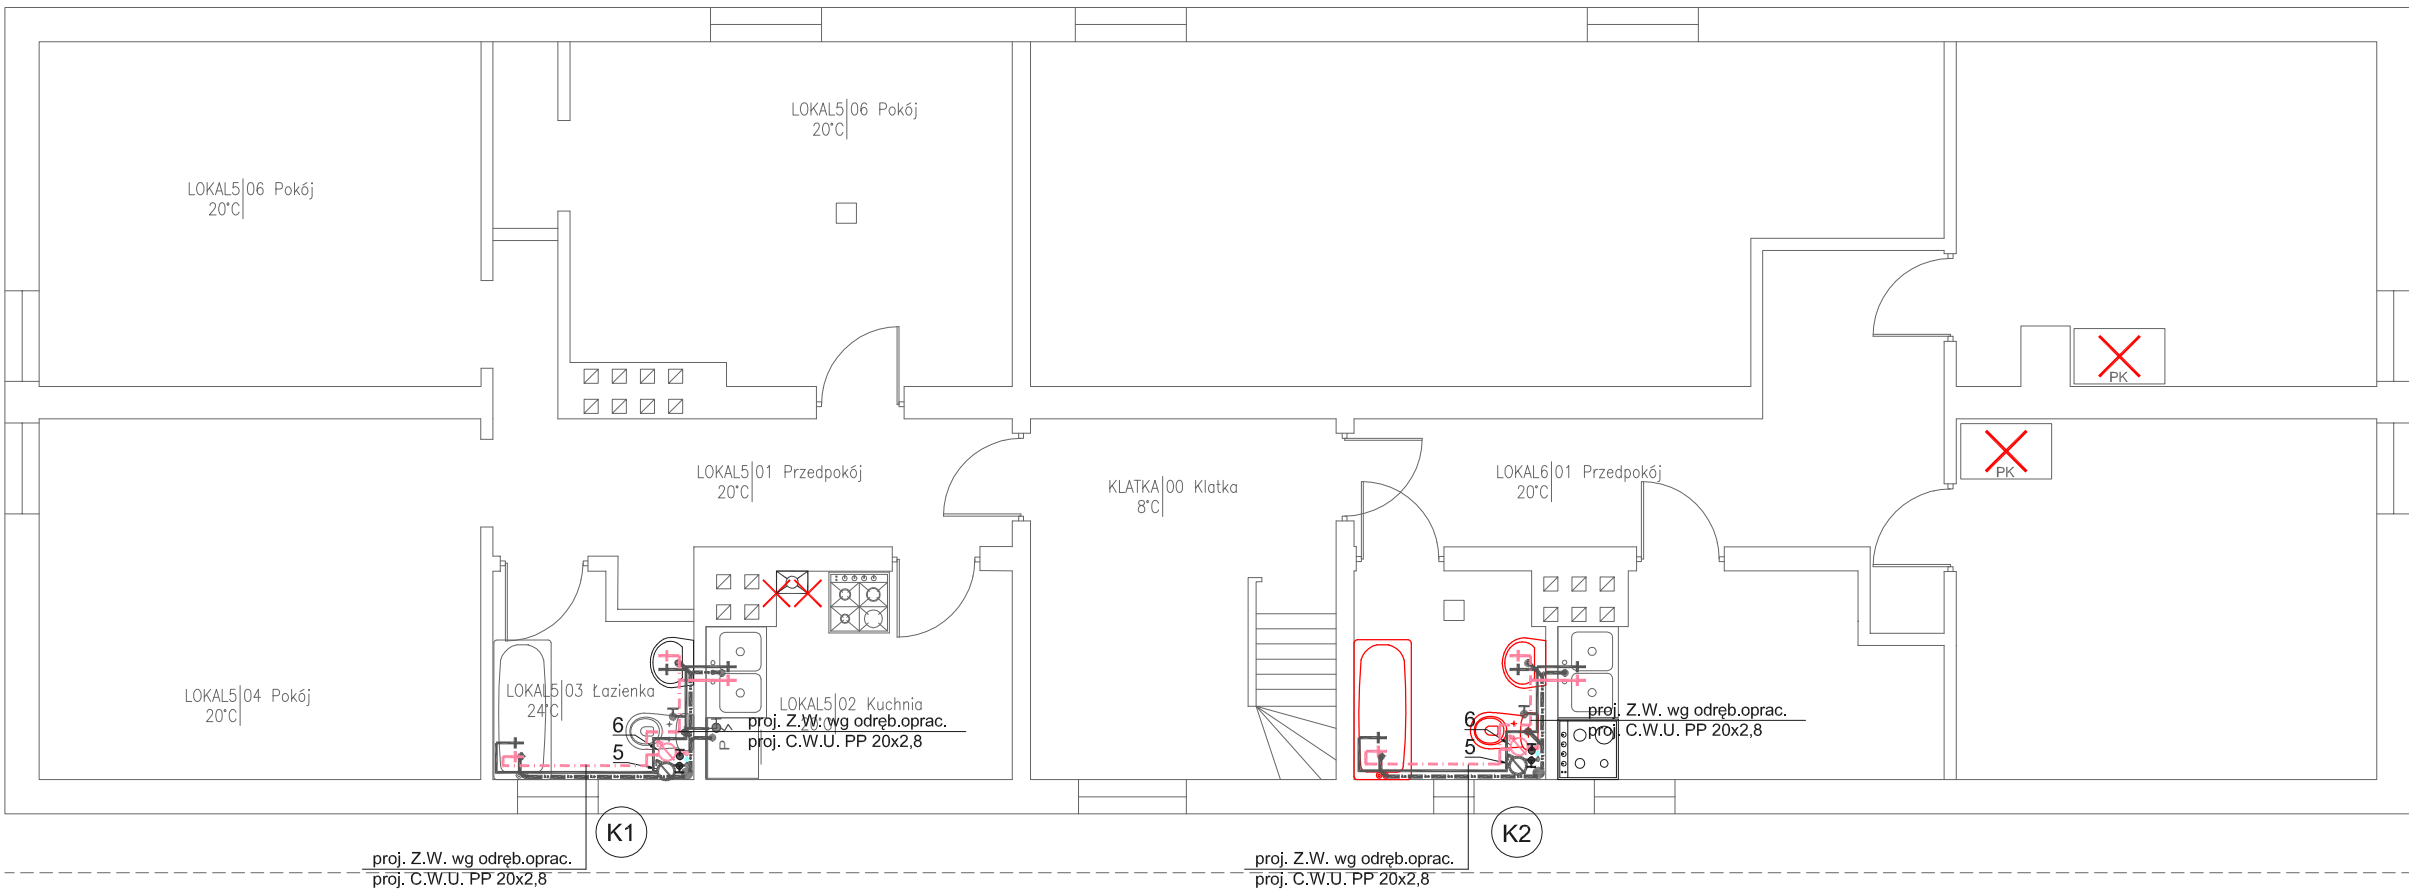 LOKAL5|06 Pokój
20°C
LOKAL5|06 Pokój
20°C
PK
PK
LOKAL5|01 Przedpokój
20°C
KLATKA|00 Klatka
8°C
LOKAL6|01 Przedpokój
20°C
LOKAL5|04 Pokój
20°C
LOKAL5|03 Łazienka
24°C
LOKAL5|02 Kuchnia
20°C
6
5
proj. Z.W. wg odręb.oprac.
proj. C.W.U. PP 20x2,8
6
5
proj. Z.W. wg odręb.oprac.
proj. C.W.U. PP 20x2,8
K1
K2
proj. Z.W. wg odręb.oprac.
proj. C.W.U. PP 20x2,8
proj. Z.W. wg odręb.oprac.
proj. C.W.U. PP 20x2,8